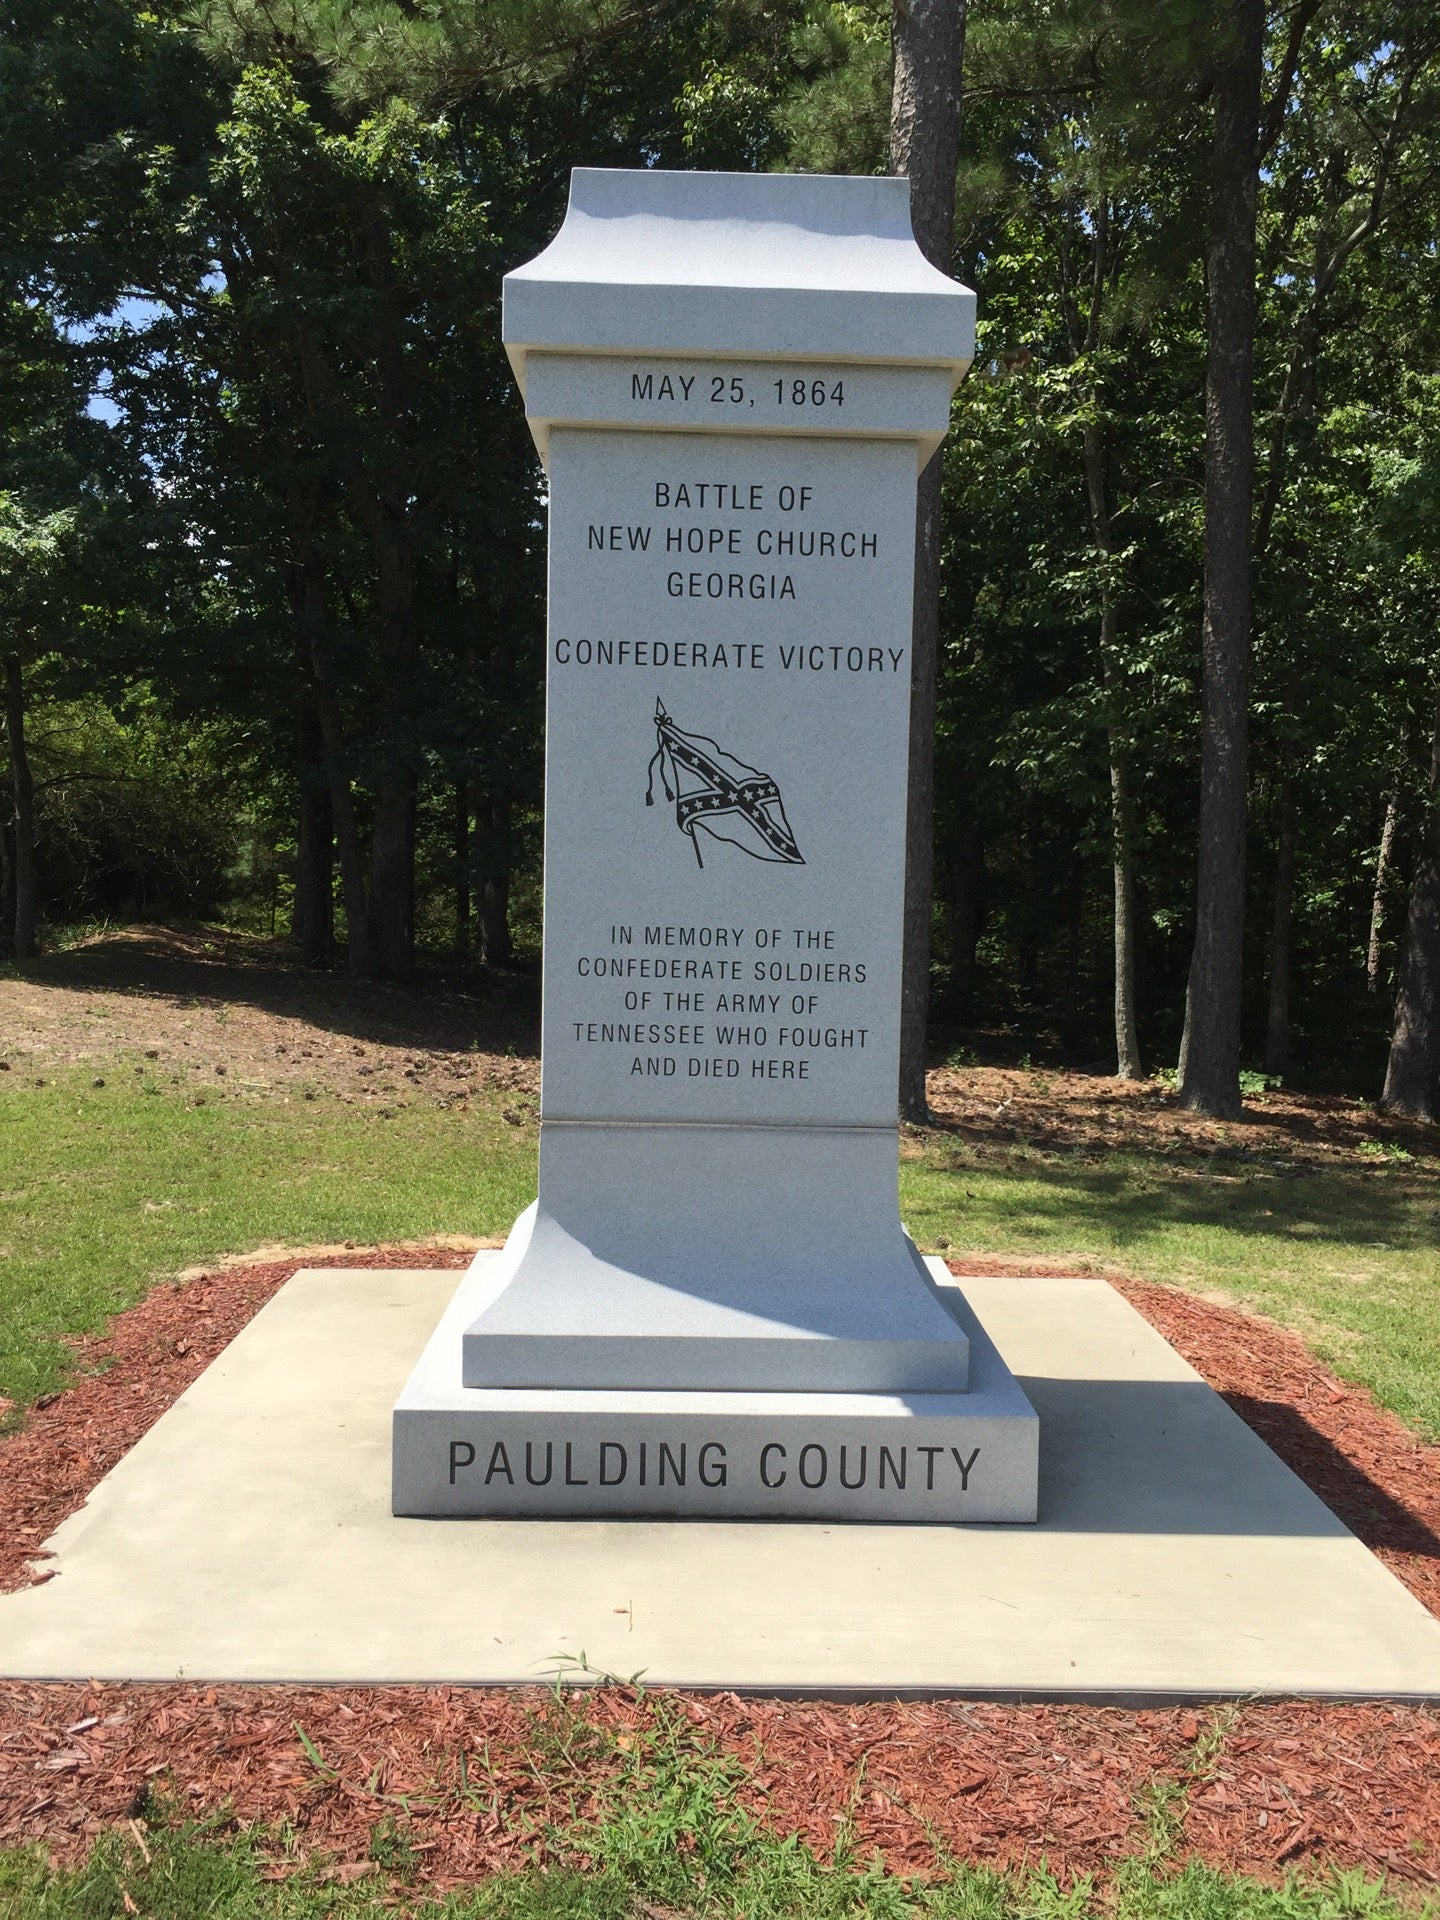 MAY 25, 1864
BATTLE OF
NEW HOPE CHURCH
GEORGIA
CONFEDERATE VICTORY
IN MEMORY OF THE
CONFEDERATE SOLDIERS
OF THE ARMY OF
TENNESSEE WHO FOUGHT
AND DIED HERE
PAULDING COUNTY